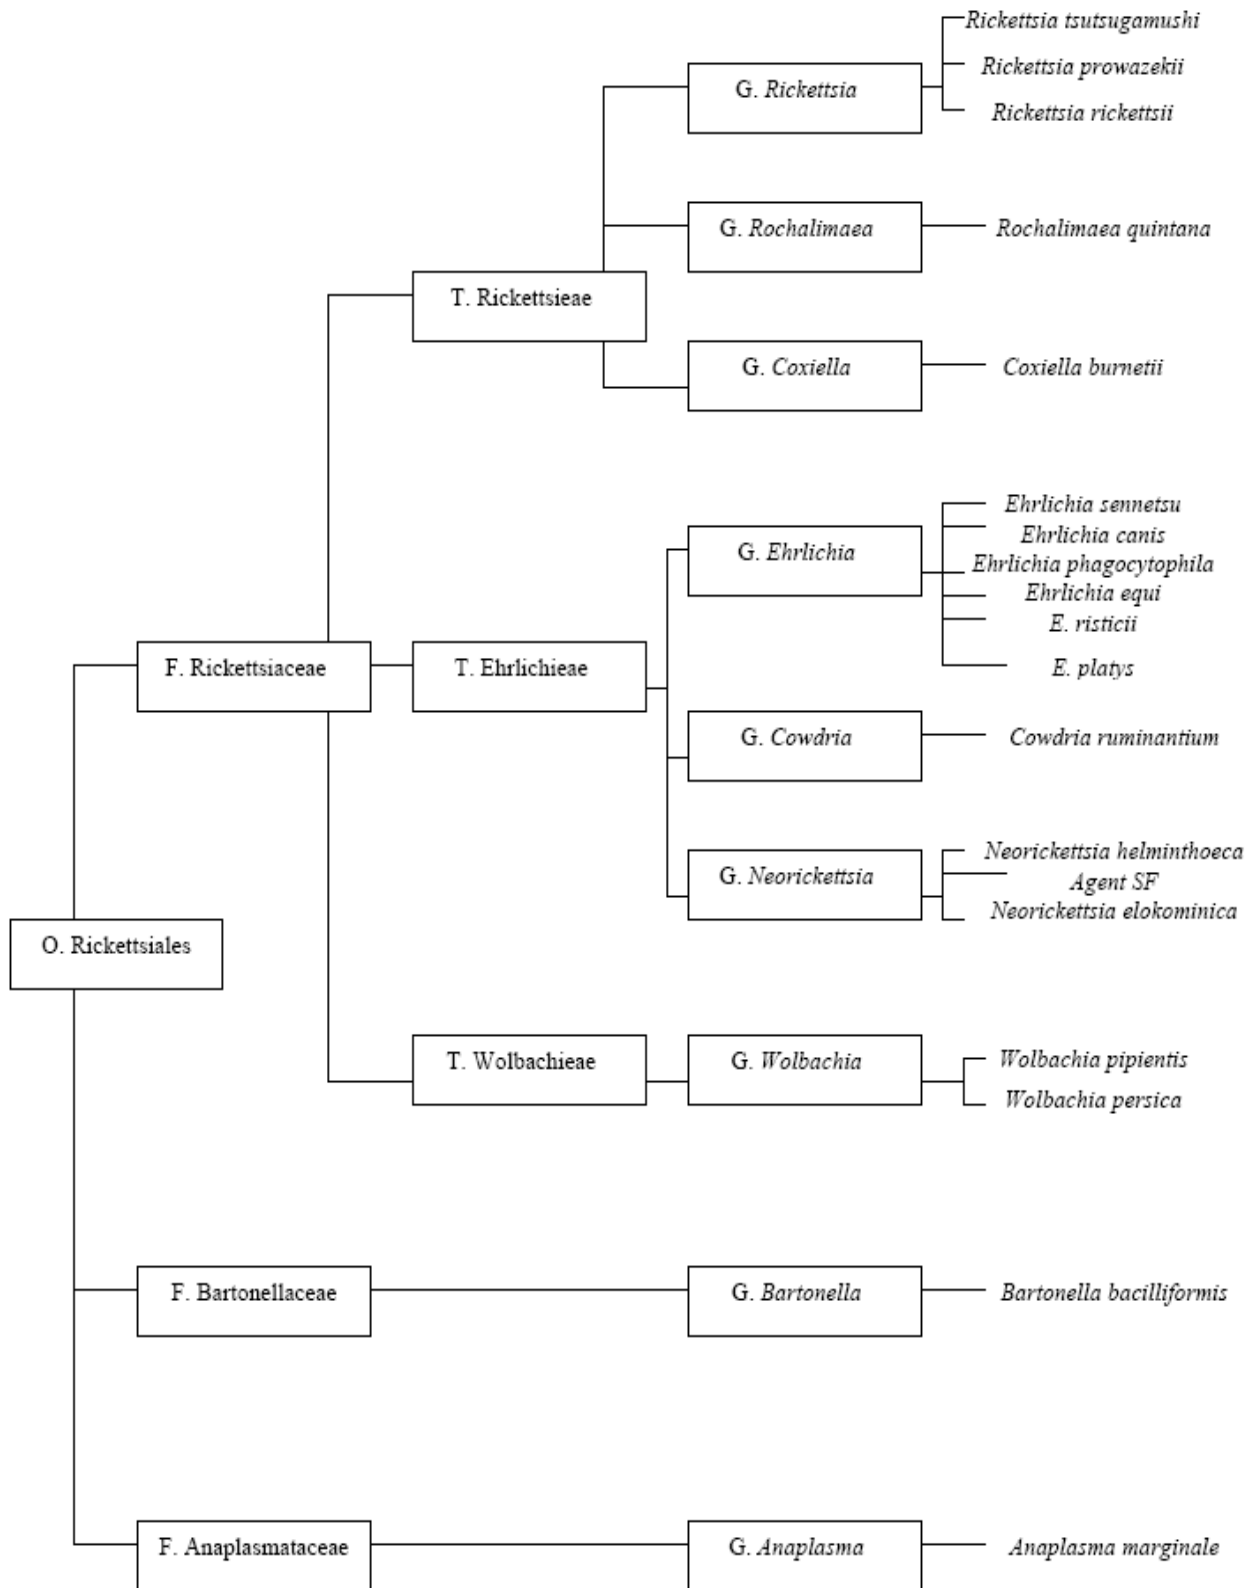 Rickettsia tsutsugamushi
G. Rickettsia
Rickettsia prowazekii
Rickettsia rickettsii
G. Rochalimaea
Rochalimaea quintana
T. Rickettsieae
G. Coxiella
Coxiella burnetii
Ehrlichia sennetsu
Ehrlichia canis
G. Ehrlichia
Ehrlichia phagocytophila
Ehrlichia equi
E. risticii
F. Rickettsiaceae
T. Ehrlichieae
E. platys
G. Cowdria
Cowdria ruminantium
Neorickettsia helminthoeca
G. Neorickettsia
Agent SF
Neorickettsia elokominica
O. Rickettsiales
T. Wolbachieae
G. Wolbachia
Wolbachia pipientis
Wolbachia persica
F. Bartonellaceae
G. Bartonella
Bartonella bacilliformis
F. Anaplasmataceae
G. Anaplasma
Anaplasma marginale